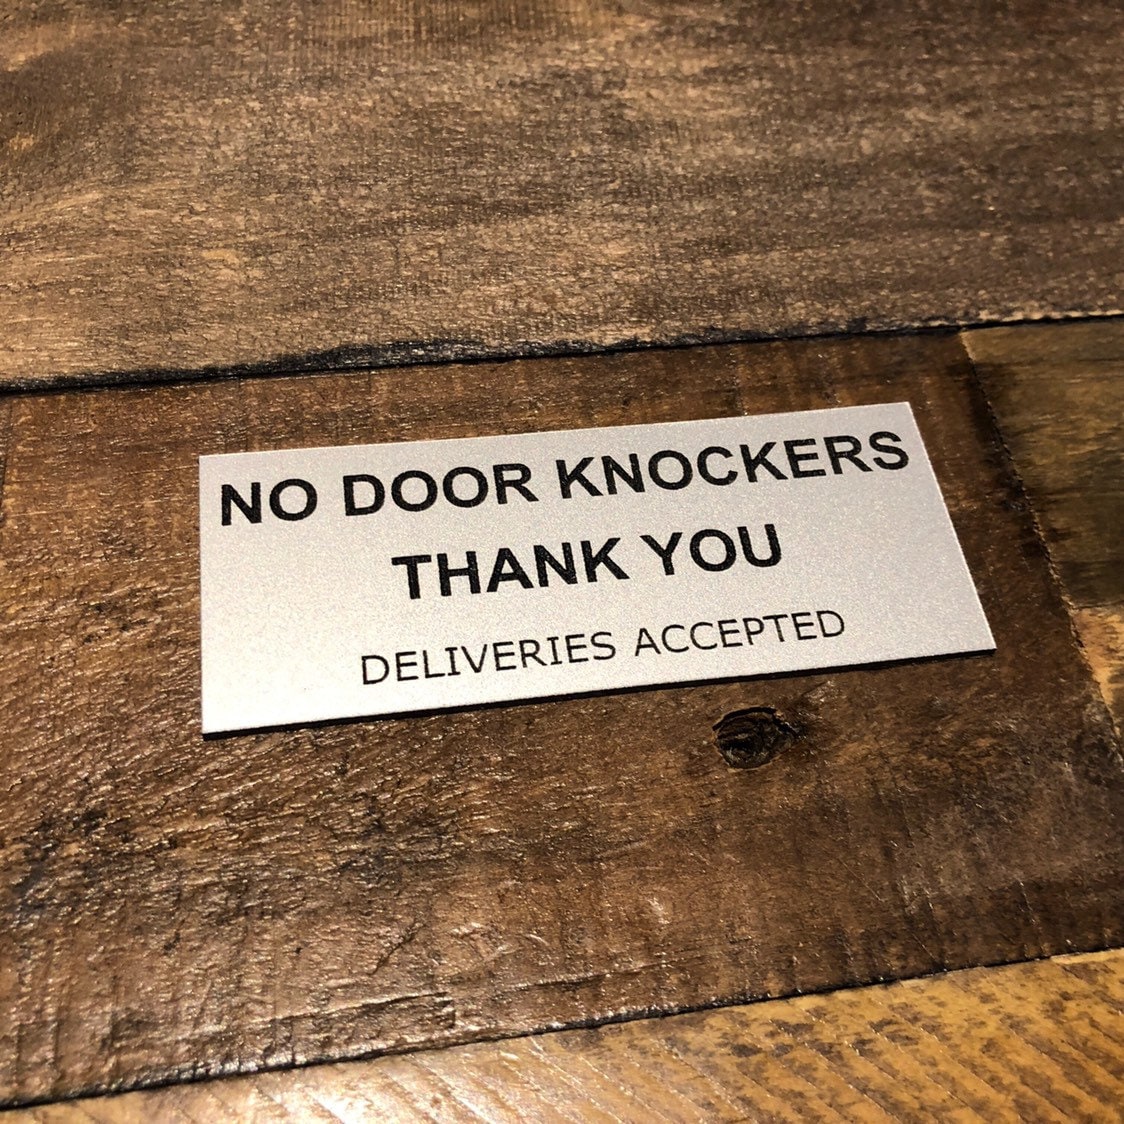 NO DOOR KNOCKERS
THANK YOU
DELIVERIES ACCEPTED